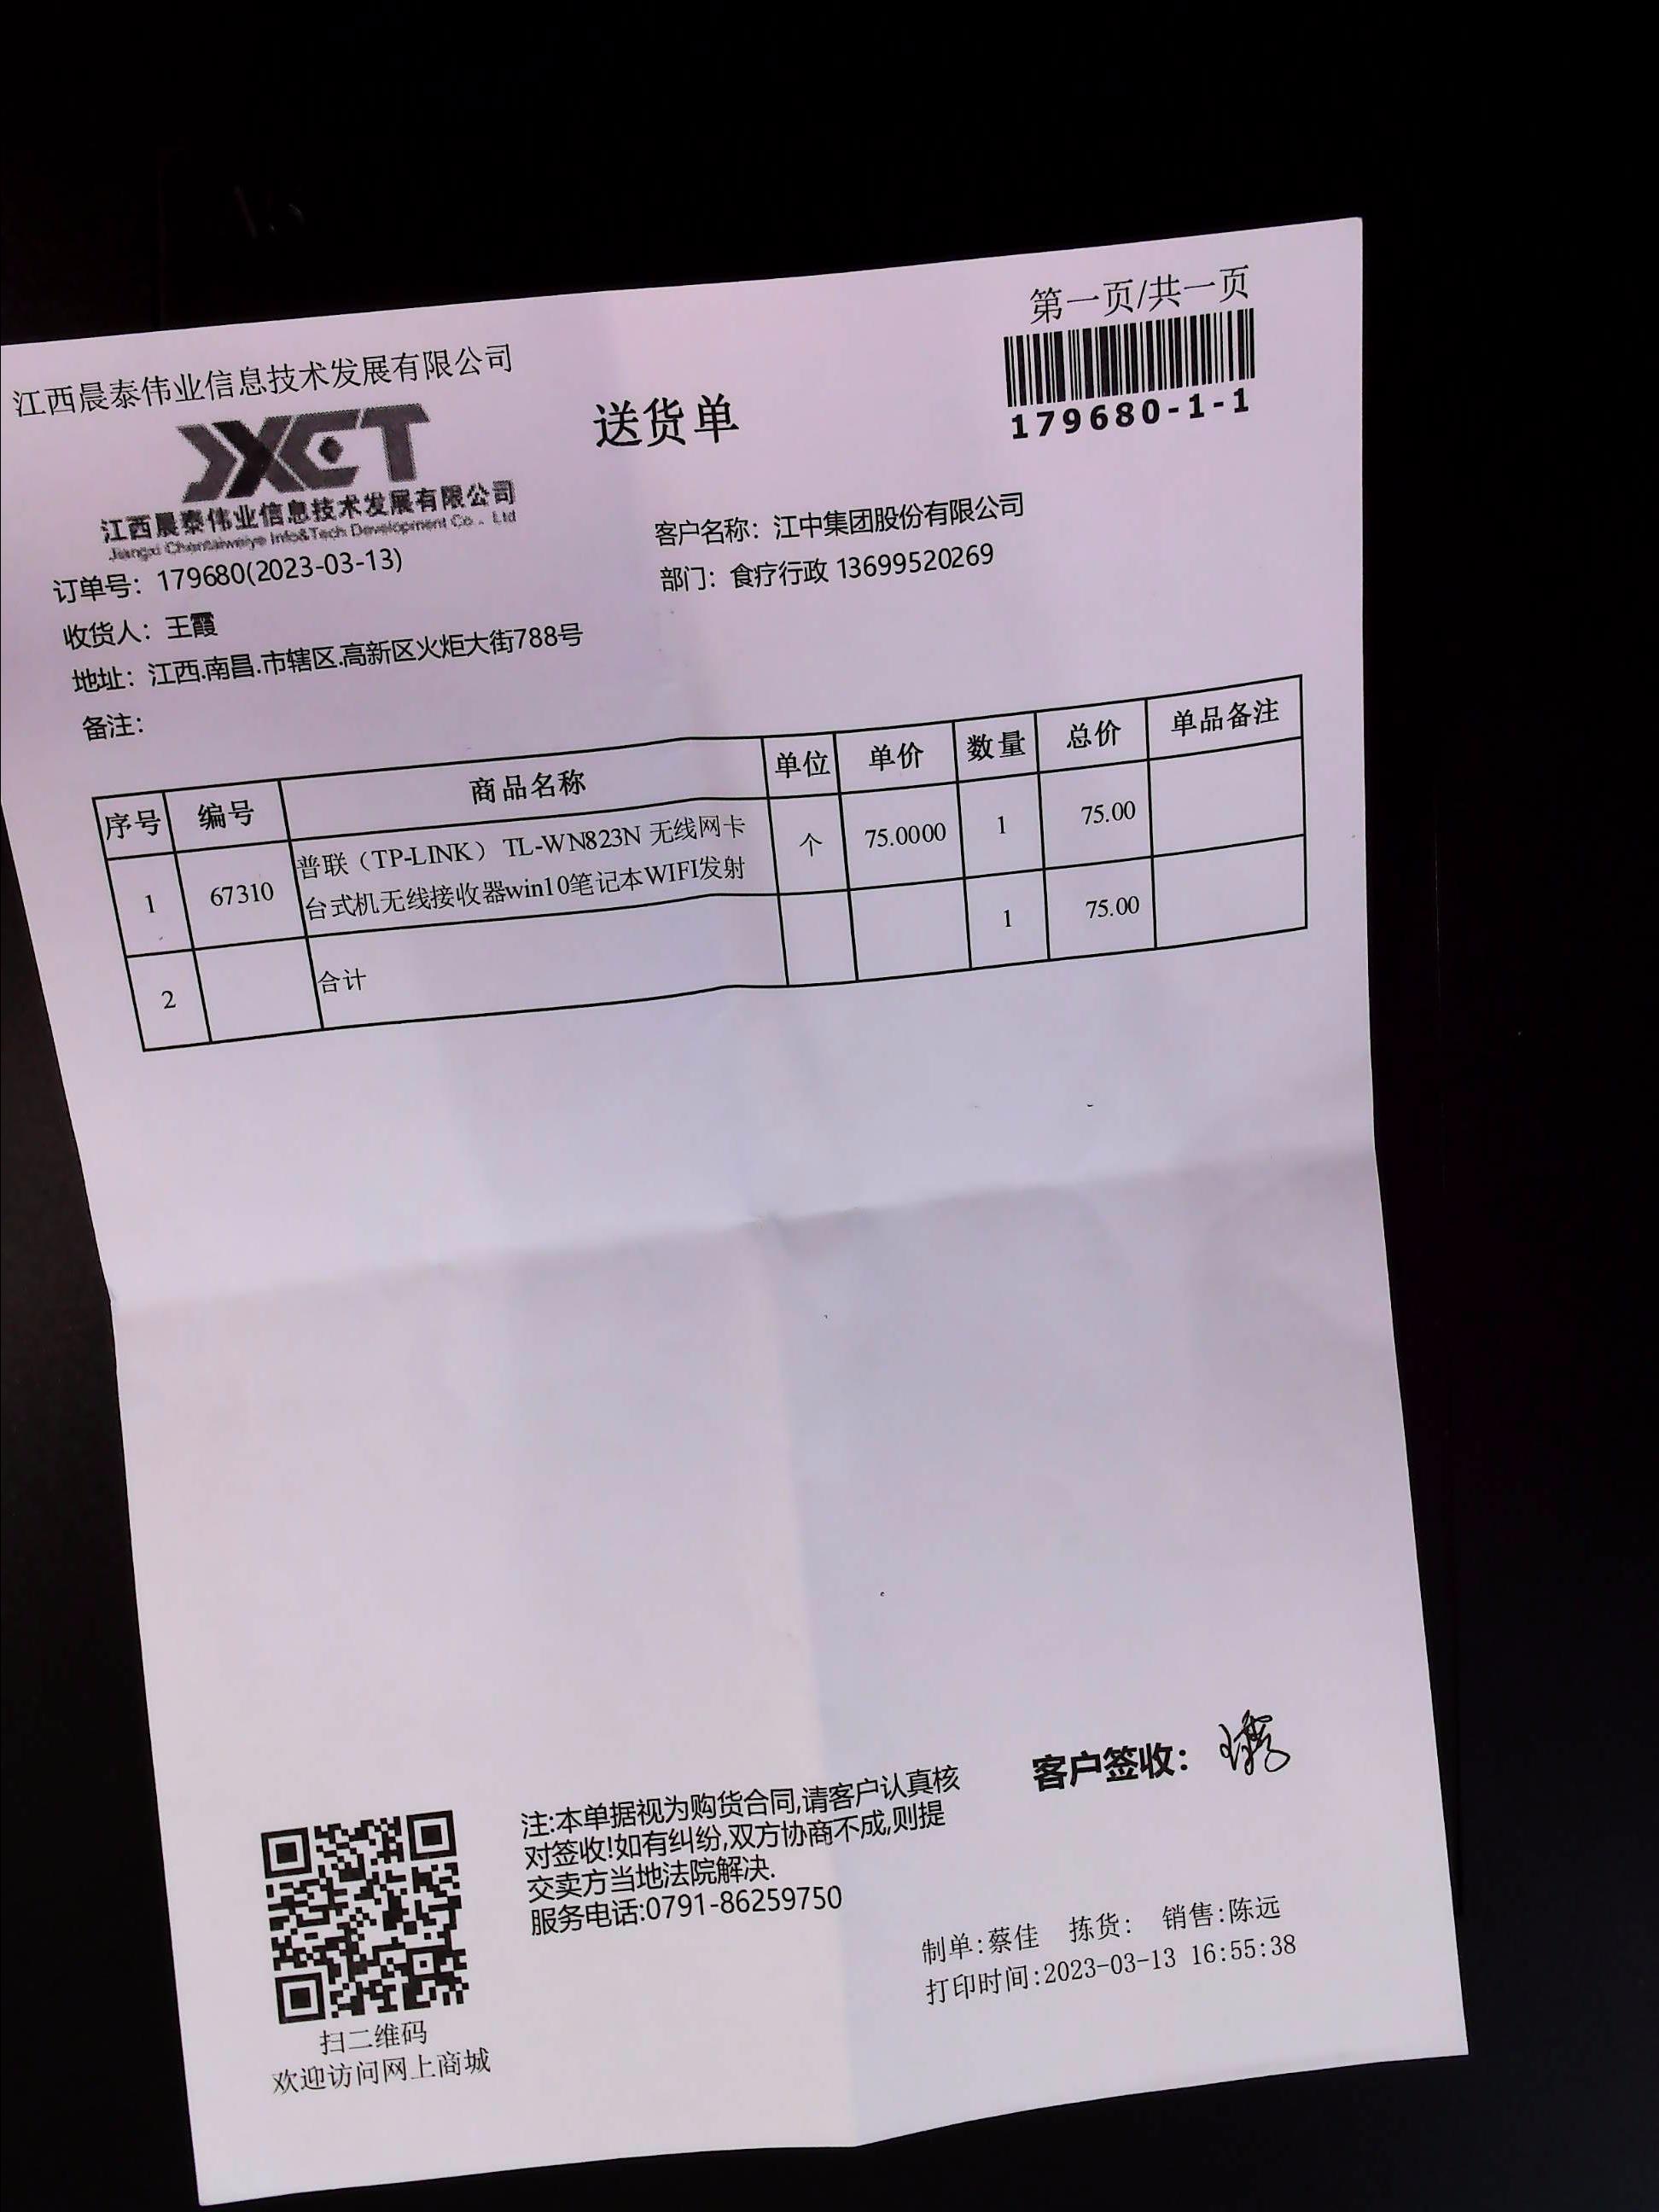 第一页/共一页
江西晨泰伟业信息技术发展有限公司
179680-1-1
送货单
JXCT
江西晨泰伟业信息技术发展有限公司
Jiangxi Chentaiweiye Info&Tech Development Co., Ltd
客户名称：江中集团股份有限公司
订单号：179680(2023-03-13)
部门：食疗行政 13699520269
收货人：王霞
地址：江西.南昌.市辖区.高新区火炬大街788号
备注：
序号 编号 商品名称 单位 单价 数量 总价 单品备注
1 67310 普联（TP-LINK） TL-WN823N 无线网卡 个 75.0000 1 75.00
台式机无线接收器win10笔记本WIFI发射
2 合计 1 75.00
客户签收：
注:本单据视为购货合同,请客户认真核
对签收!如有纠纷,双方协商不成,则提
交卖方当地法院解决.
服务电话:0791-86259750
制单:蔡佳 拣货: 销售:陈远
打印时间:2023-03-13 16:55:38
扫二维码
欢迎访问网上商城